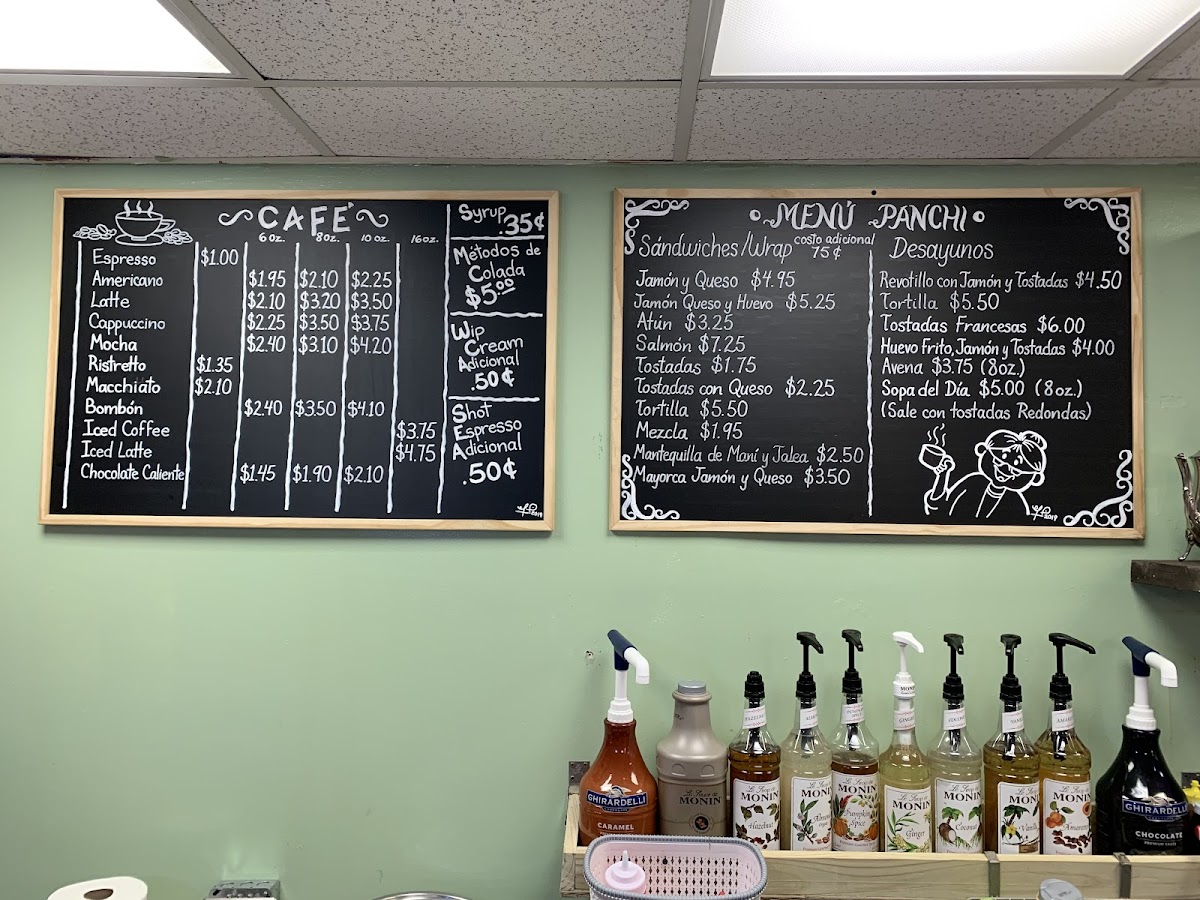 CAFÉ
6 oz. 8oz. 10 oz. 16oz.
Espresso $1.00
Americano $1.95 $2.10 $2.25
Latte $2.10 $3.20 $3.50
Cappuccino $2.25 $3.50 $3.75
Mocha $2.40 $3.10 $4.20
Ristretto $1.35
Macchiato $2.10
Bombón $2.40 $3.50 $4.10
Iced Coffee $3.75
Iced Latte $4.75
Chocolate Caliente $1.45 $1.90 $2.10
Syrup .35¢
Métodos de
Colada
$5.00
Wip
Cream
Adicional
.50¢
Shot
Espresso
Adicional
.50¢
2019
MENÚ PANCHI
Sándwiches/Wrap costo adicional
75¢
Jamón y Queso $4.95
Jamón Queso y Huevo $5.25
Atún $3.25
Salmón $7.25
Tostadas $1.75
Tostadas con Queso $2.25
Tortilla $5.50
Mezcla $1.95
Mantequilla de Maní y Jalea $2.50
Mayorca Jamón y Queso $3.50
Desayunos
Revotillo con Jamón y Tostadas $4.50
Tortilla $5.50
Tostadas Francesas $6.00
Huevo Frito, Jamón y Tostadas $4.00
Avena $3.75 (8oz.)
Sopa del Día $5.00 (8oz.)
(Sale con tostadas Redondas)
2019
GHIRARDELLI
CARAMEL
MONIN
MONIN
Hazelnut
MONIN
MONIN
Pumpkin
Spice
MONIN
Ginger
MONIN
Coconut
MONIN
Vanilla
MONIN
Amaretto
GHIRARDELLI
CHOCOLATE